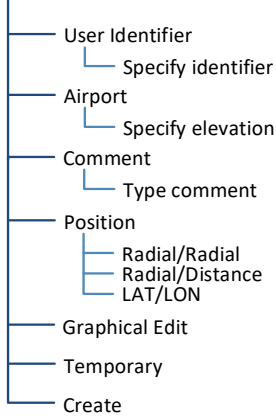 User Identifier
Specify identifier
Airport
Specify elevation
Comment
Type comment
Position
Radial/Radial
Radial/Distance
LAT/LON
Graphical Edit
Temporary
Create